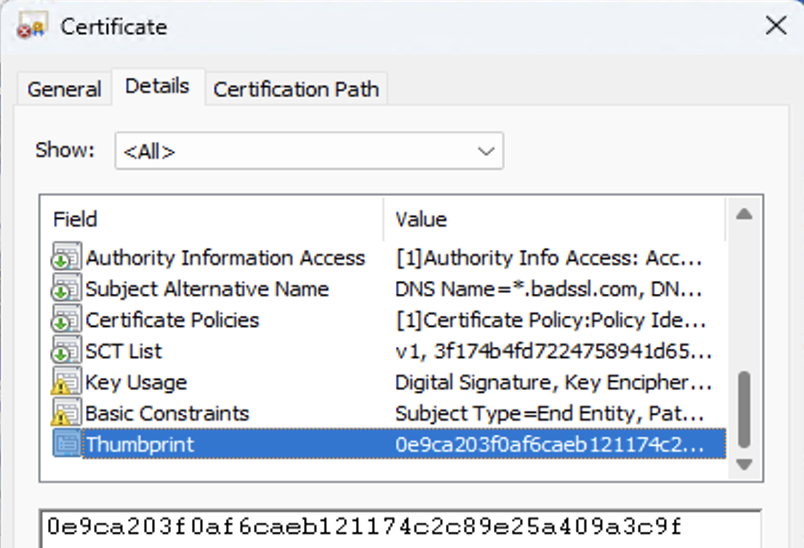 Certificate
General Details Certification Path
Show: <All>
Field Value
Authority Information Access [1]Authority Info Access: Acc...
Subject Alternative Name DNS Name=*.badssl.com, DN...
Certificate Policies [1]Certificate Policy:Policy Ide...
SCT List v1, 3f174b4fd7224758941d65...
Key Usage Digital Signature, Key Encipher...
Basic Constraints Subject Type=End Entity, Pat...
Thumbprint 0e9ca203f0af6caeb121174c2...
0e9ca203f0af6caeb121174c2c89e25a409a3c9f